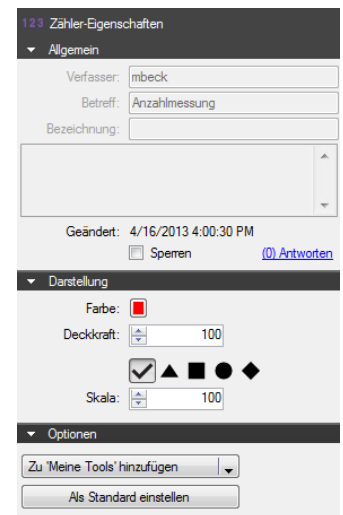 123 Zähler-Eigenschaften
Allgemein
Verfasser: mbeck
Betreff: Anzahlmessung
Bezeichnung:
Geändert: 4/16/2013 4:00:30 PM
Sperren (0) Antworten
Darstellung
Farbe:
Deckkraft: 100
Skala: 100
Optionen
Zu 'Meine Tools' hinzufügen
Als Standard einstellen